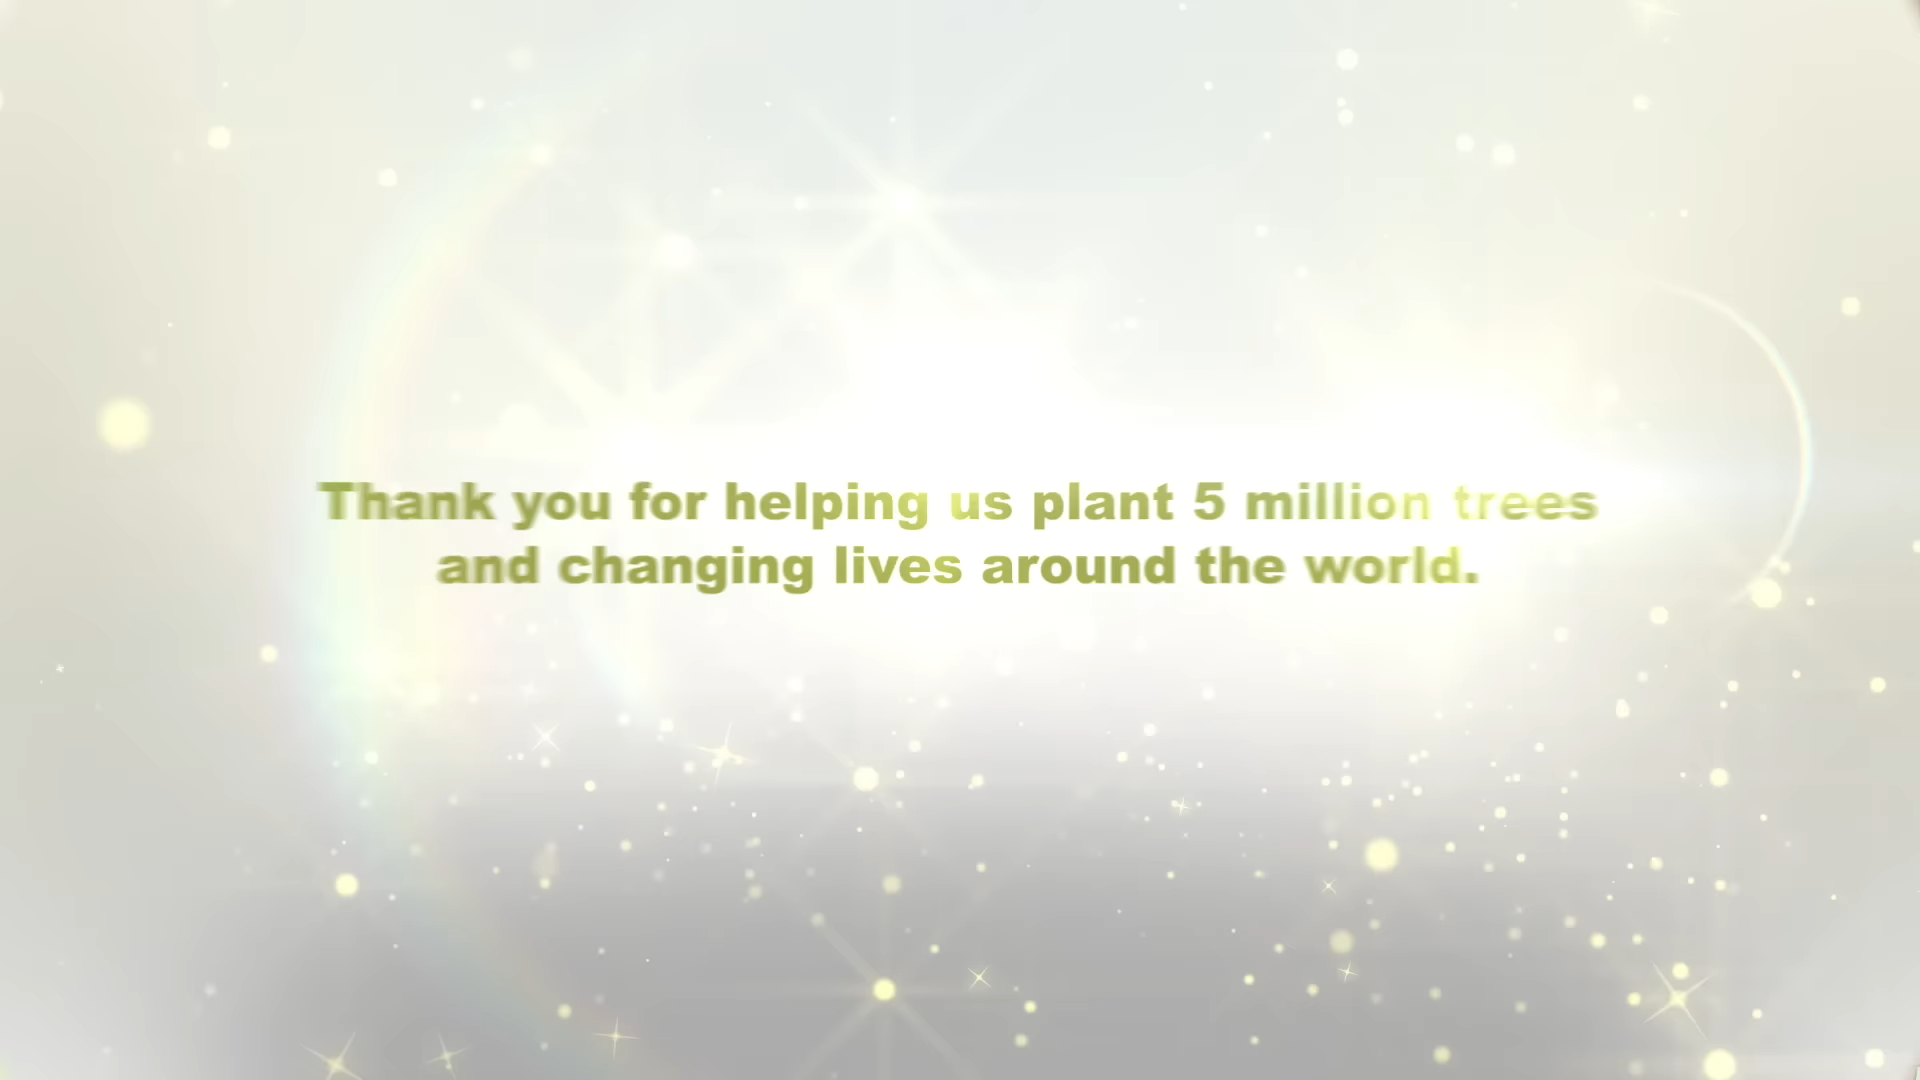 Thank you for helping us plant 5 million trees
and changing lives around the world.